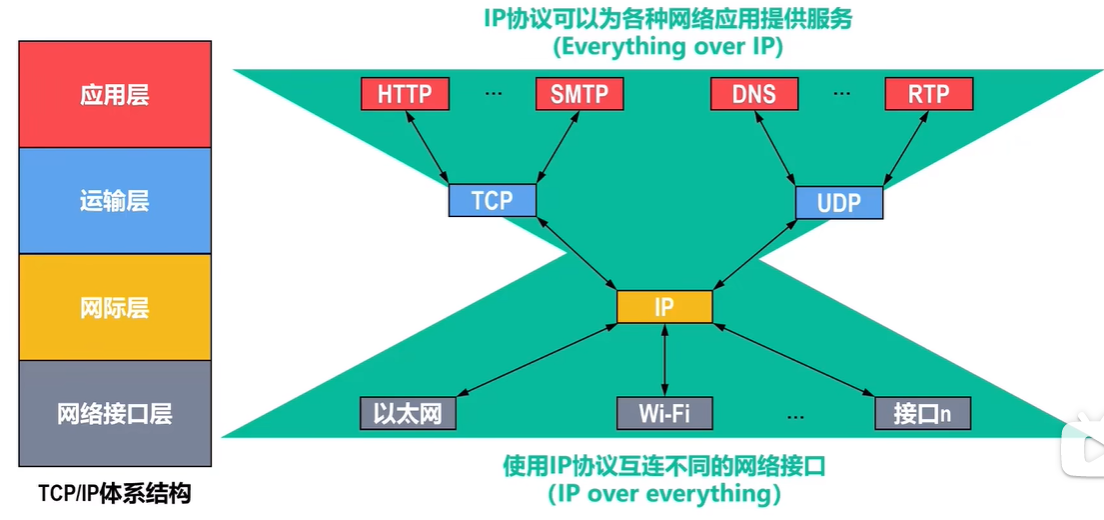 IP协议可以为各种网络应用提供服务
(Everything over IP)
应用层
HTTP ... SMTP DNS ... RTP
运输层
TCP UDP
网际层
IP
网络接口层
以太网 Wi-Fi ... 接口n
使用IP协议互连不同的网络接口
(IP over everything)
TCP/IP体系结构